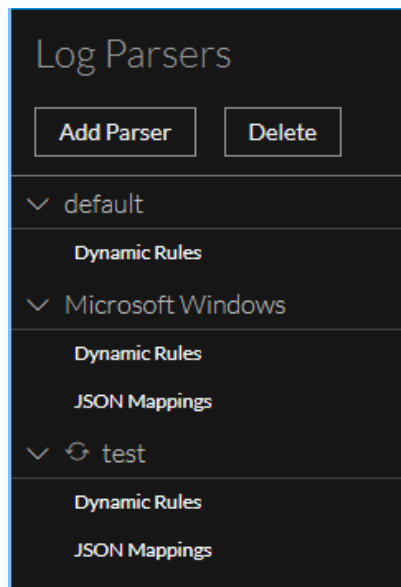 Log Parsers
Add Parser Delete
default
Dynamic Rules
Microsoft Windows
Dynamic Rules
JSON Mappings
test
Dynamic Rules
JSON Mappings